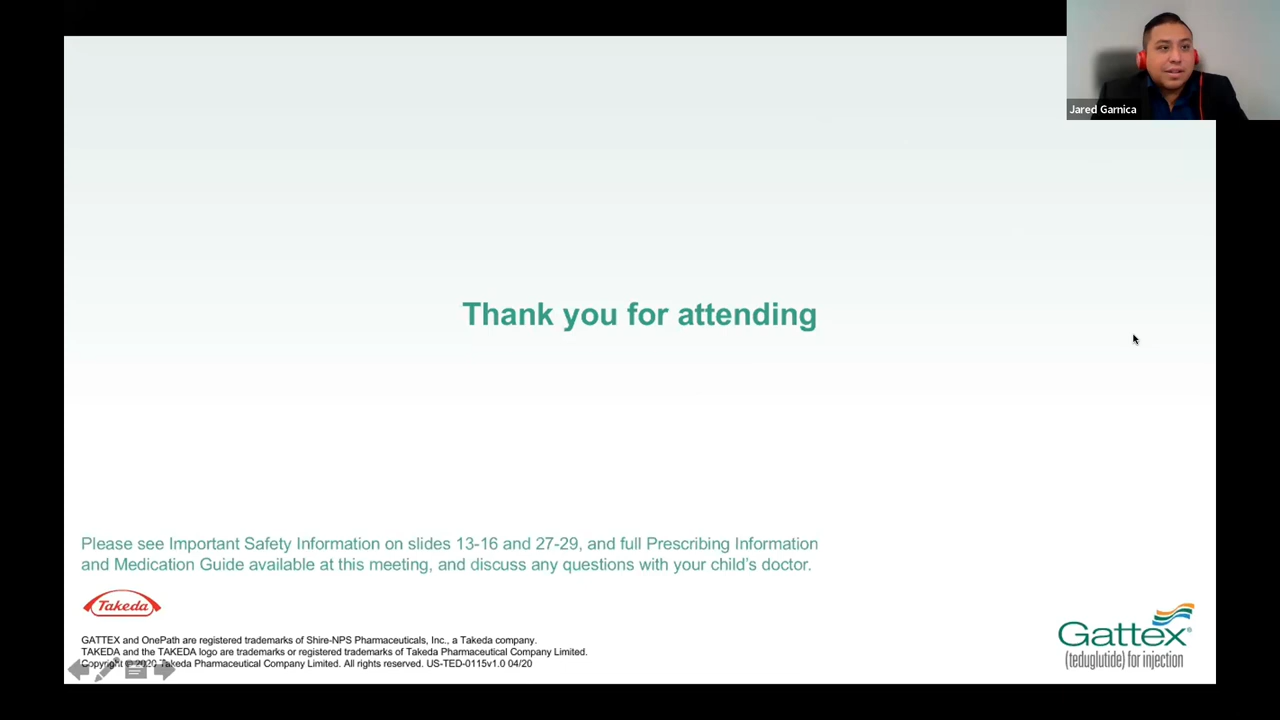 Jared Garnica
Thank you for attending
Please see Important Safety Information on slides 13-16 and 27-29, and full Prescribing Information
and Medication Guide available at this meeting, and discuss any questions with your child's doctor.
Takeda
GATTEX and OnePath are registered trademarks of Shire-NPS Pharmaceuticals, Inc., a Takeda company.
TAKEDA and the TAKEDA logo are trademarks or registered trademarks of Takeda Pharmaceutical Company Limited.
Copyright © 2020 Takeda Pharmaceutical Company Limited. All rights reserved. US-TED-0115v1.0 04/20
Gattex®
(teduglutide) for injection